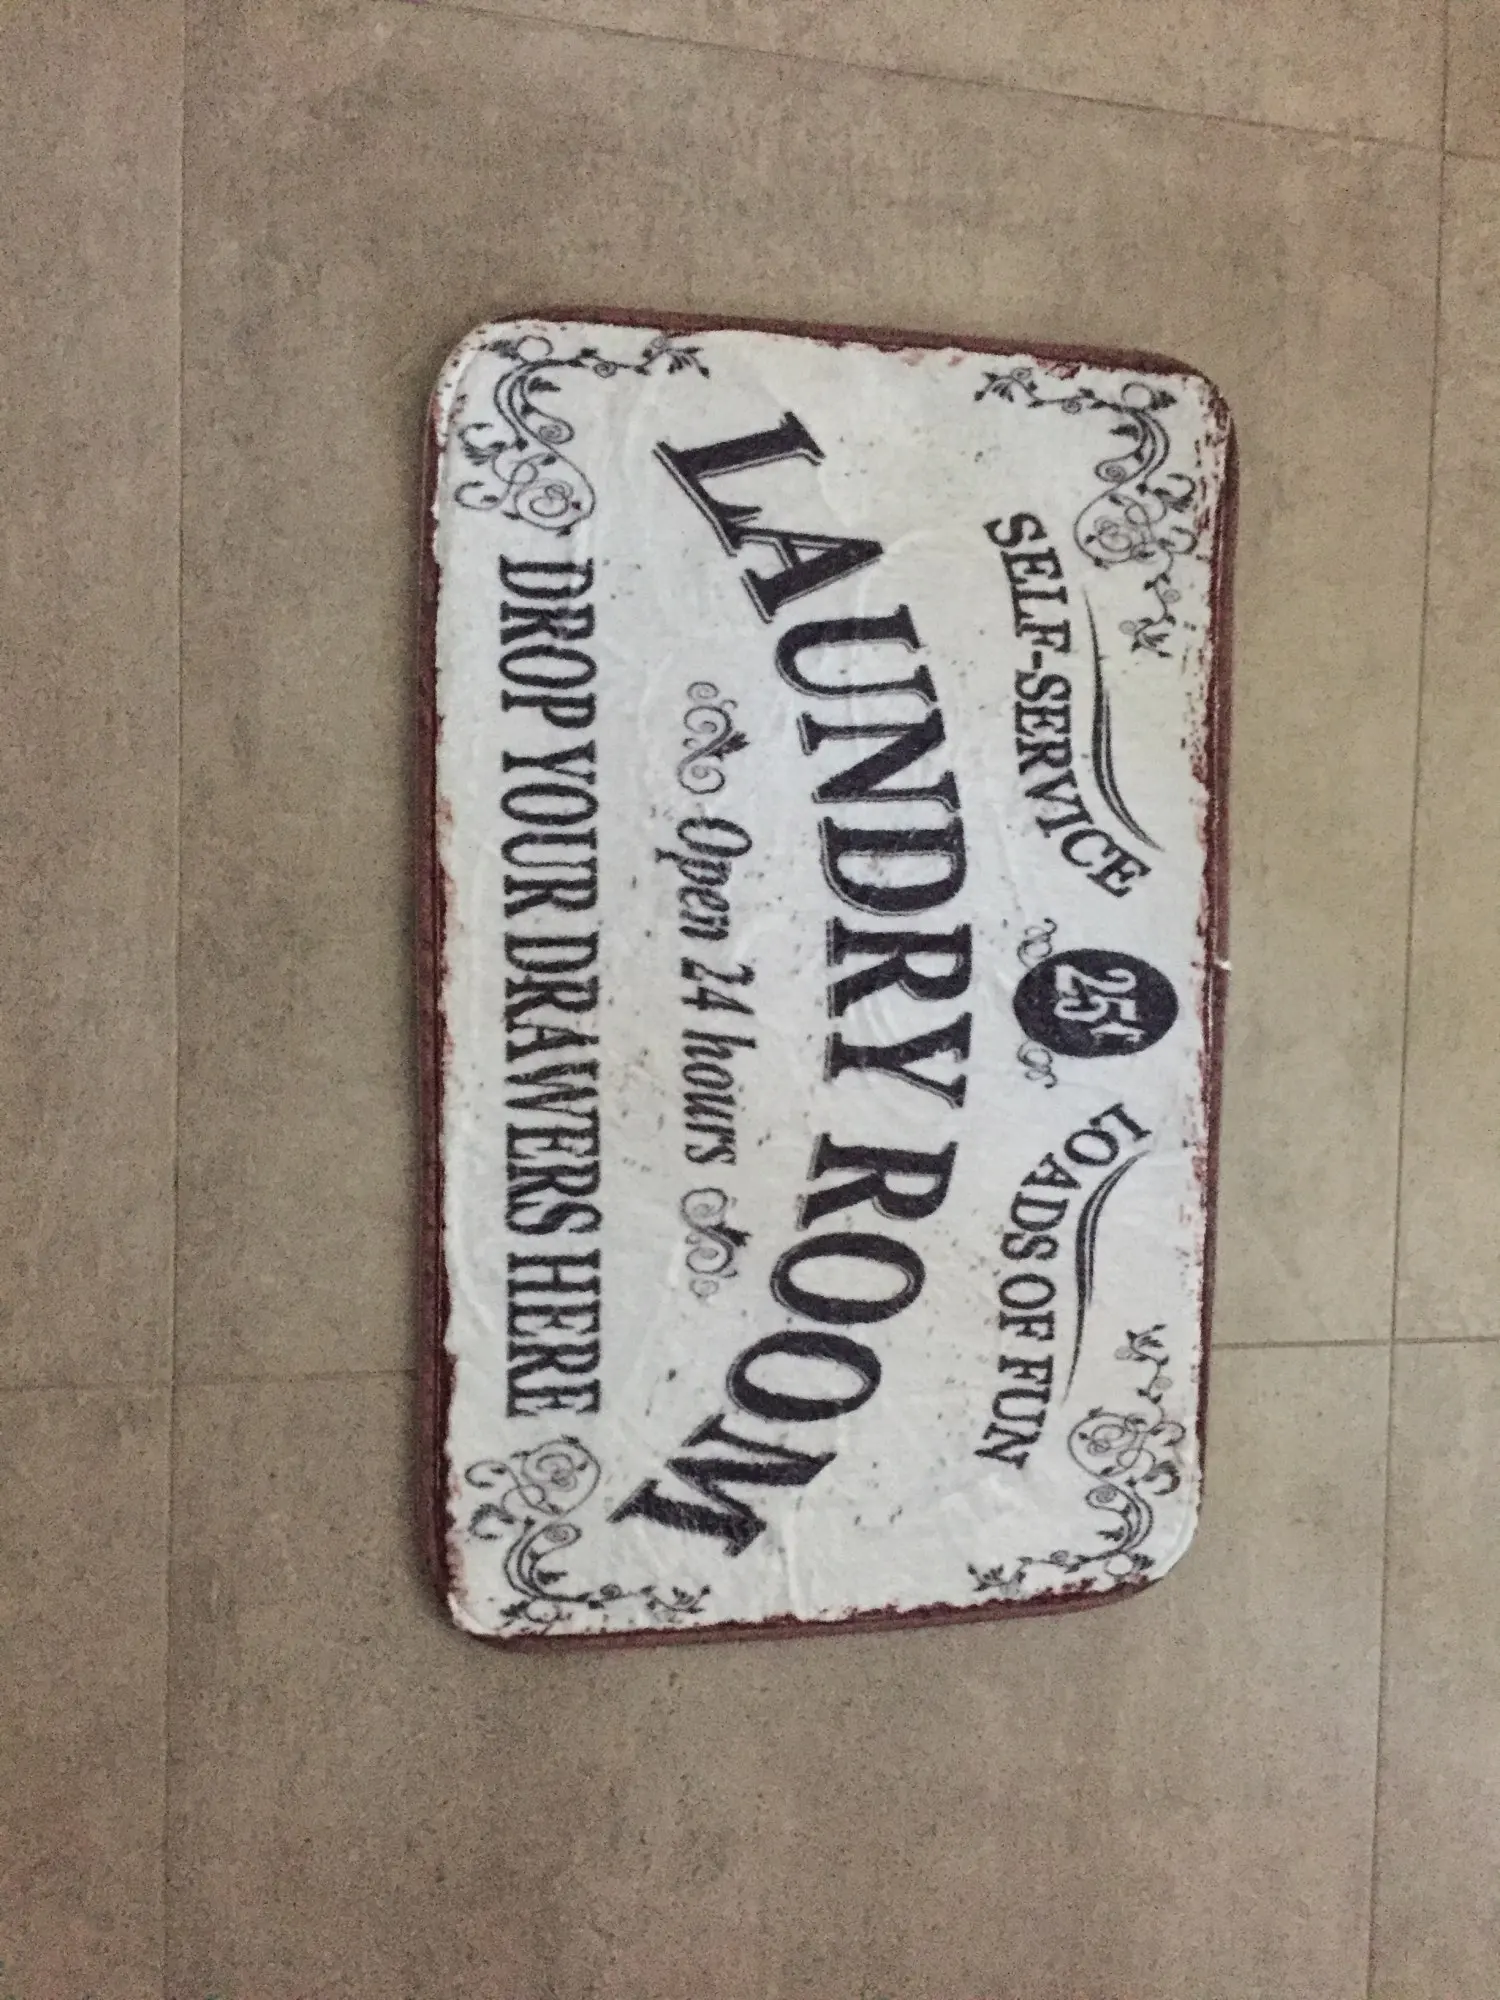 SELF-SERVICE 25¢ LOADS OF FUN
LAUNDRY ROOM
Open 24 hours
DROP YOUR DRAWERS HERE